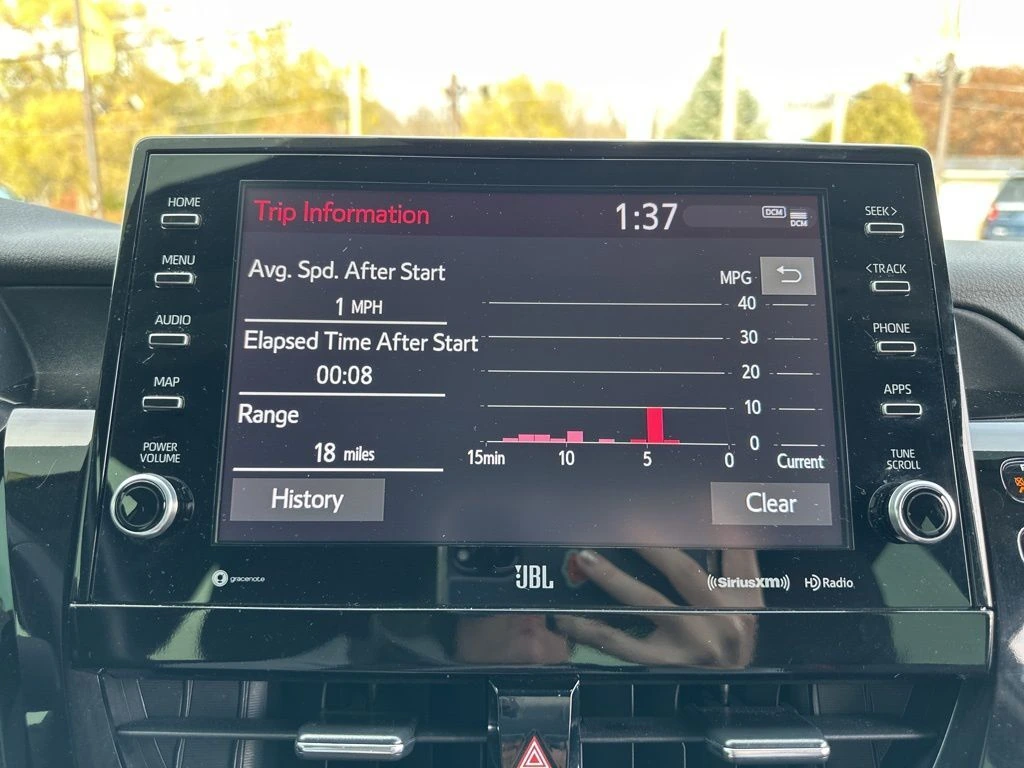 HOME
MENU
AUDIO
MAP
POWER
VOLUME
Trip Information
1:37
DCM
DCM
Avg. Spd. After Start
1 MPH
Elapsed Time After Start
00:08
Range
18 miles
MPG
40
30
20
10
0
15min 10 5 0 Current
History
Clear
SEEK>
<TRACK
PHONE
APPS
TUNE
SCROLL
gracenote
JBL
((SiriusXM))
HD Radio